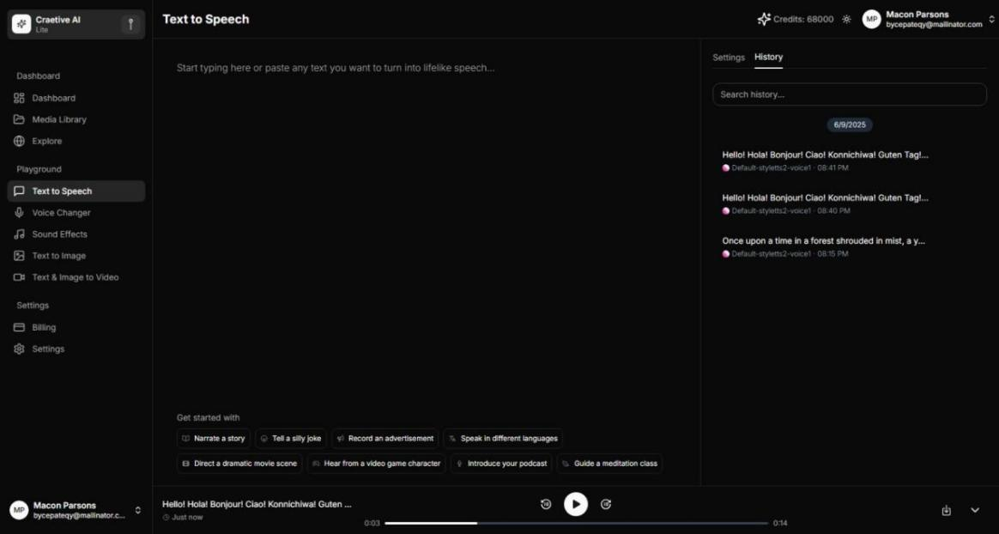 Craetive AI
Lite
Dashboard
Dashboard
Media Library
Explore
Playground
Text to Speech
Voice Changer
Sound Effects
Text to Image
Text & Image to Video
Settings
Billing
Settings
MP
Macon Parsons
bycepateqy@mailinator.c...
Text to Speech
Credits: 68000
MP
Macon Parsons
bycepateqy@mailinator.com
Start typing here or paste any text you want to turn into lifelike speech...
Get started with
Narrate a story
Tell a silly joke
Record an advertisement
Speak in different languages
Direct a dramatic movie scene
Hear from a video game character
Introduce your podcast
Guide a meditation class
Settings
History
Search history...
6/9/2025
Hello! Hola! Bonjour! Ciao! Konnichiwa! Guten Tag!...
Default-styletts2-voice1 · 08:41 PM
Hello! Hola! Bonjour! Ciao! Konnichiwa! Guten Tag!...
Default-styletts2-voice1 · 08:40 PM
Once upon a time in a forest shrouded in mist, a y...
Default-styletts2-voice1 · 08:15 PM
Hello! Hola! Bonjour! Ciao! Konnichiwa! Guten ...
Just now
0:03
0:14